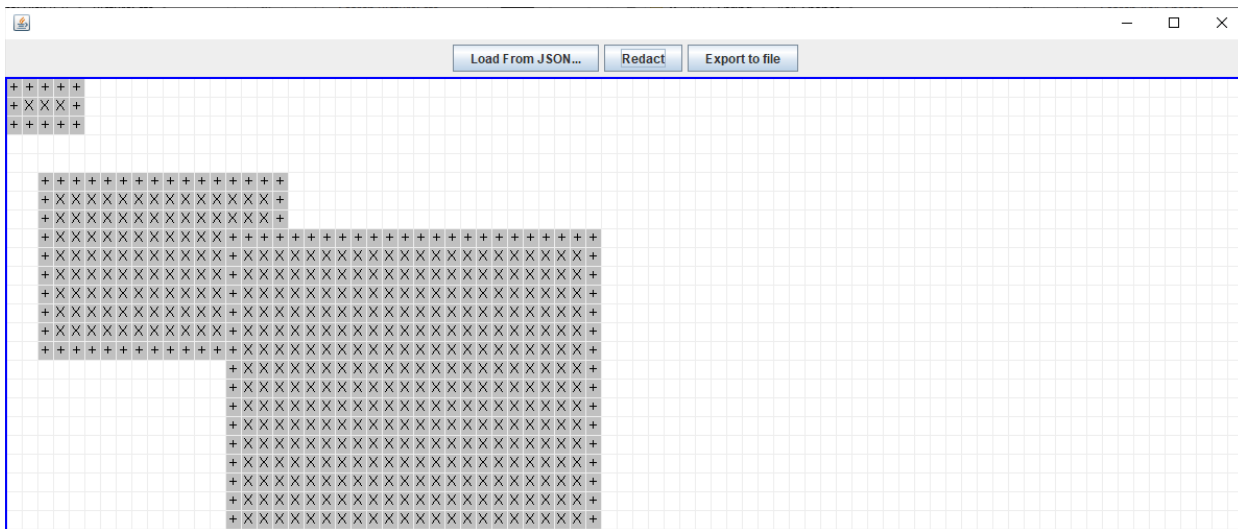 Load From JSON... Redact Export to file
+ + + + +
+ X X X +
+ + + + +
+ + + + + + + + + + + + + + + +
+ X X X X X X X X X X X X X X +
+ X X X X X X X X X X X X X X +
+ X X X X X X X X X X X + + + + + + + + + + + + + + + + + + + + + + + +
+ X X X X X X X X X X X + X X X X X X X X X X X X X X X X X X X X X X +
+ X X X X X X X X X X X + X X X X X X X X X X X X X X X X X X X X X X +
+ X X X X X X X X X X X + X X X X X X X X X X X X X X X X X X X X X X +
+ X X X X X X X X X X X + X X X X X X X X X X X X X X X X X X X X X X +
+ X X X X X X X X X X X + X X X X X X X X X X X X X X X X X X X X X X +
+ + + + + + + + + + + + + X X X X X X X X X X X X X X X X X X X X X X +
+ X X X X X X X X X X X X X X X X X X X X X X +
+ X X X X X X X X X X X X X X X X X X X X X X +
+ X X X X X X X X X X X X X X X X X X X X X X +
+ X X X X X X X X X X X X X X X X X X X X X X +
+ X X X X X X X X X X X X X X X X X X X X X X +
+ X X X X X X X X X X X X X X X X X X X X X X +
+ X X X X X X X X X X X X X X X X X X X X X X +
+ X X X X X X X X X X X X X X X X X X X X X X +
+ X X X X X X X X X X X X X X X X X X X X X X +